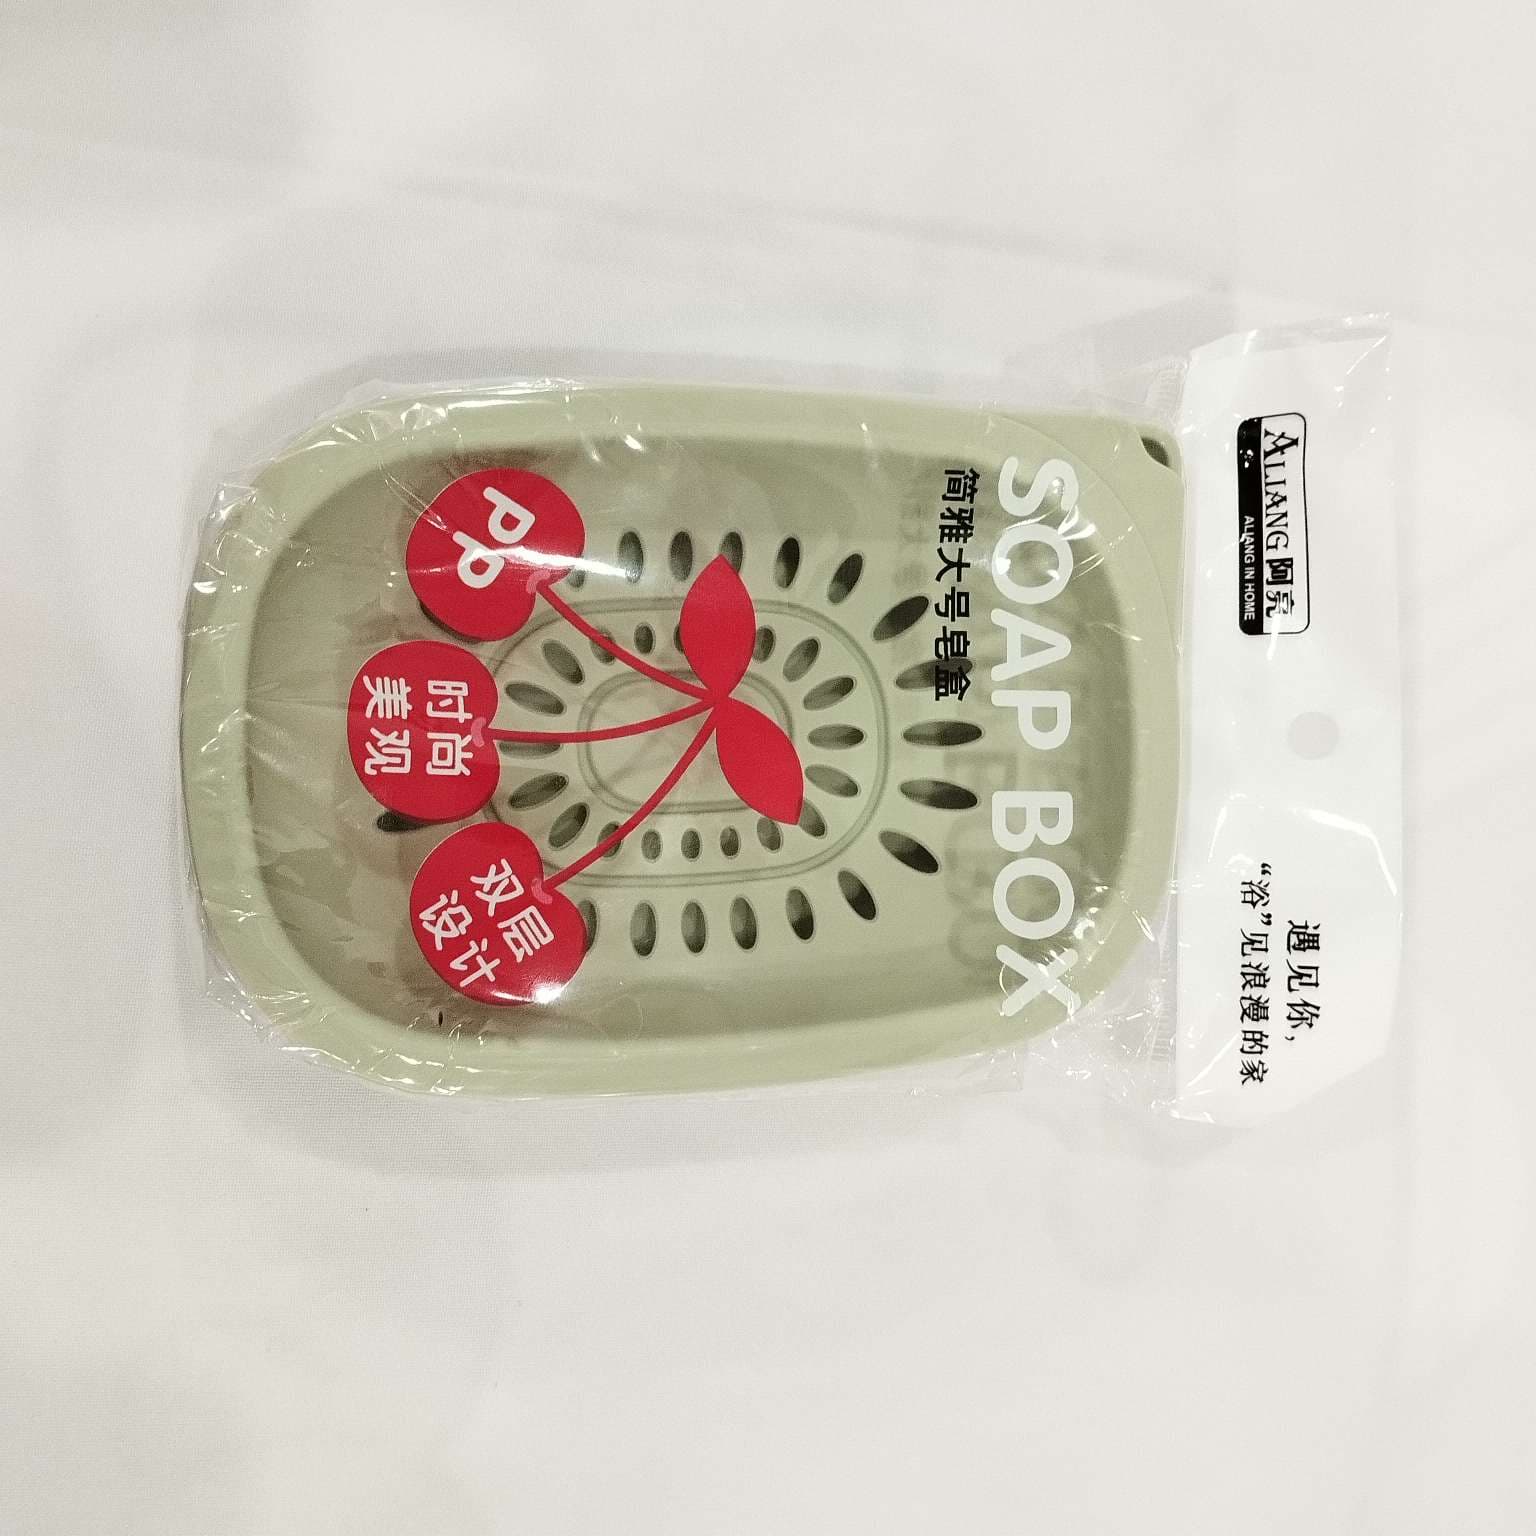 ALIANG 阿亮
ALIANG IN HOME
遇见你，
“浴”见浪漫的家
SOAP BOX
简雅大号皂盒
PP
时尚
美观
双层
设计